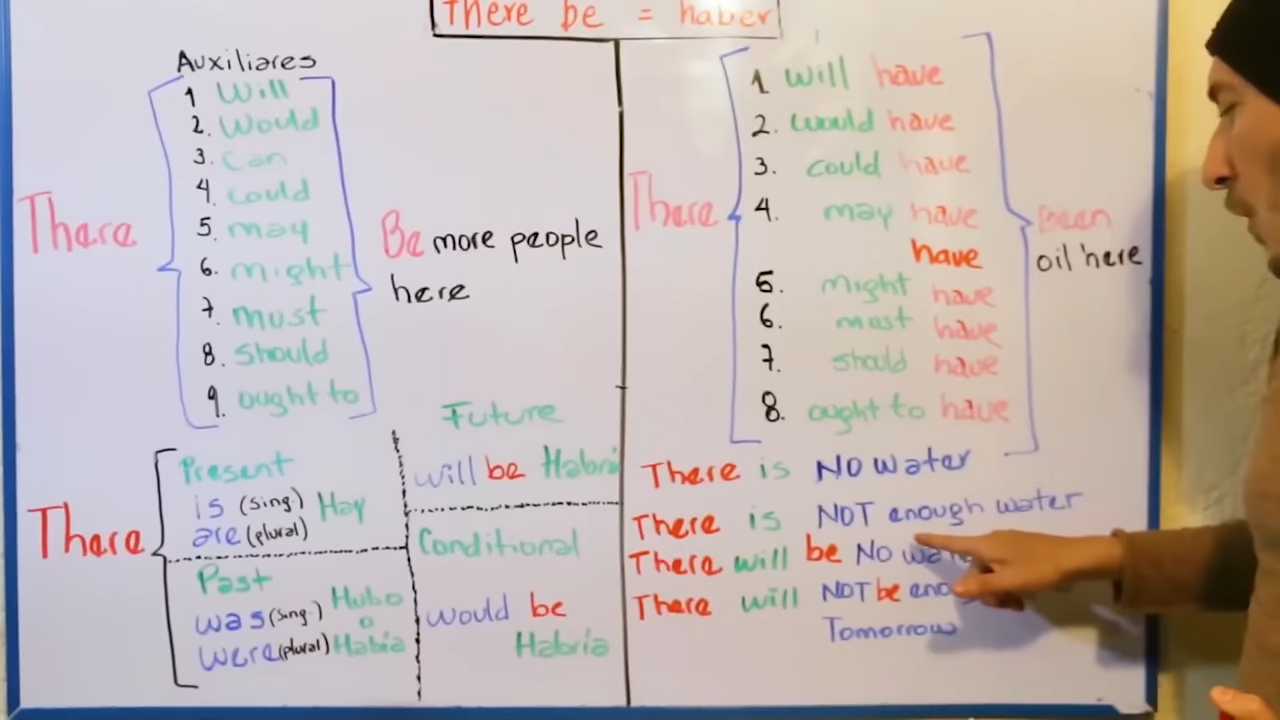 There be = haber
Auxiliares
There
1 Will
2. Would
3. Can
4. could
5. may
6. might
7. must
8. should
9. ought to
Be more people
here
There
Present
is (sing.) Hay
are (plural)
Past
was (sing.) Hubo
o
were (plural) Habia
Future
will be
Conditional
would be
Habria
There
1 will have
2. would have
3. could have
4. may have
have
5. might have
6. must have
7. should have
8. ought to have
Been
oil here
There is NO water
There is NOT enough water
There will be NO
There will NOT be
Tomorrow